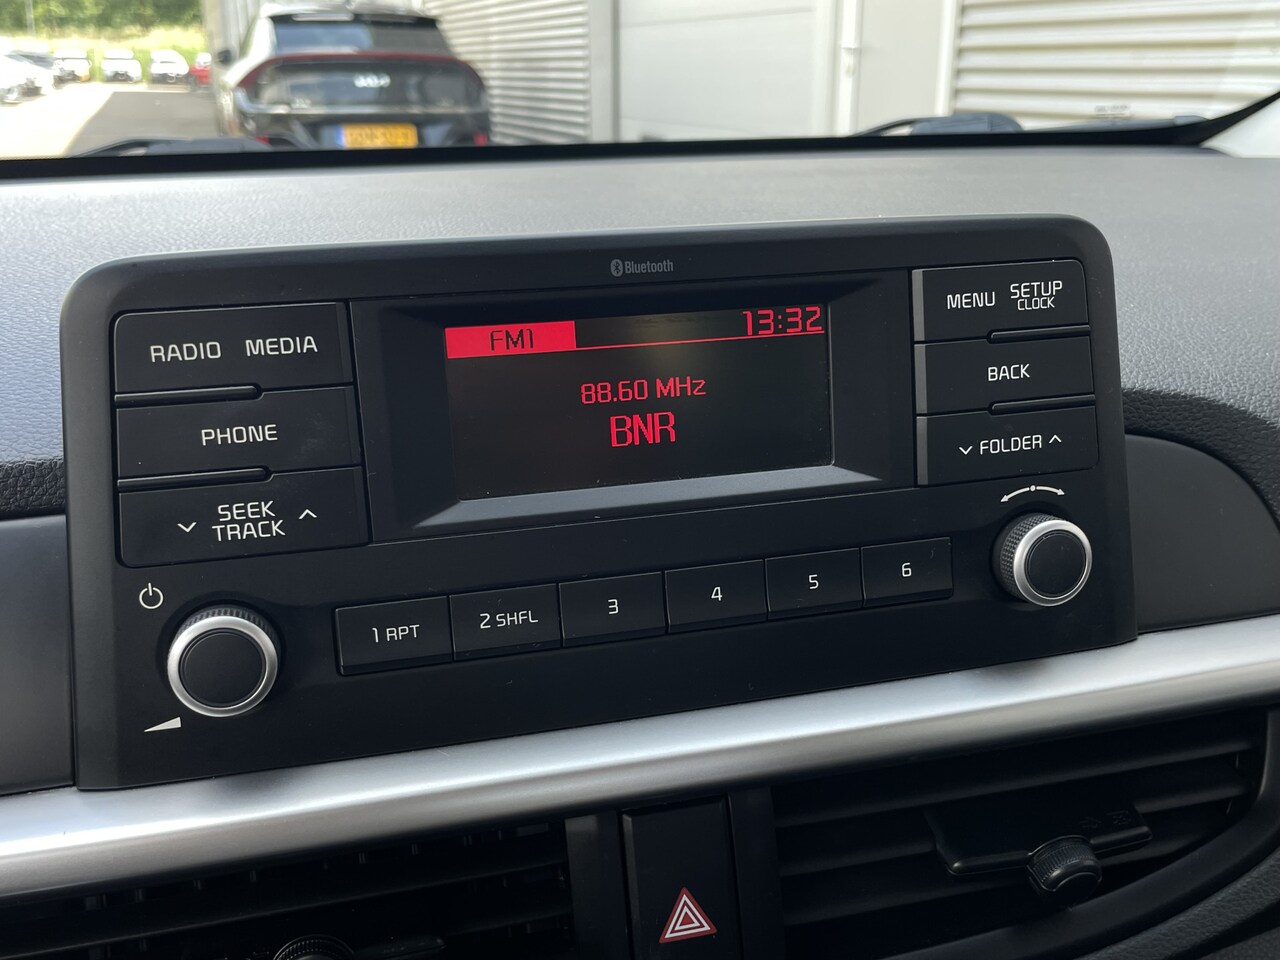 KIA
Bluetooth
RADIO MEDIA
FM1
13:32
MENU SETUP
CLOCK
88.60 MHz
BNR
BACK
PHONE
FOLDER
SEEK
TRACK
1 RPT
2 SHFL
3
4
5
6